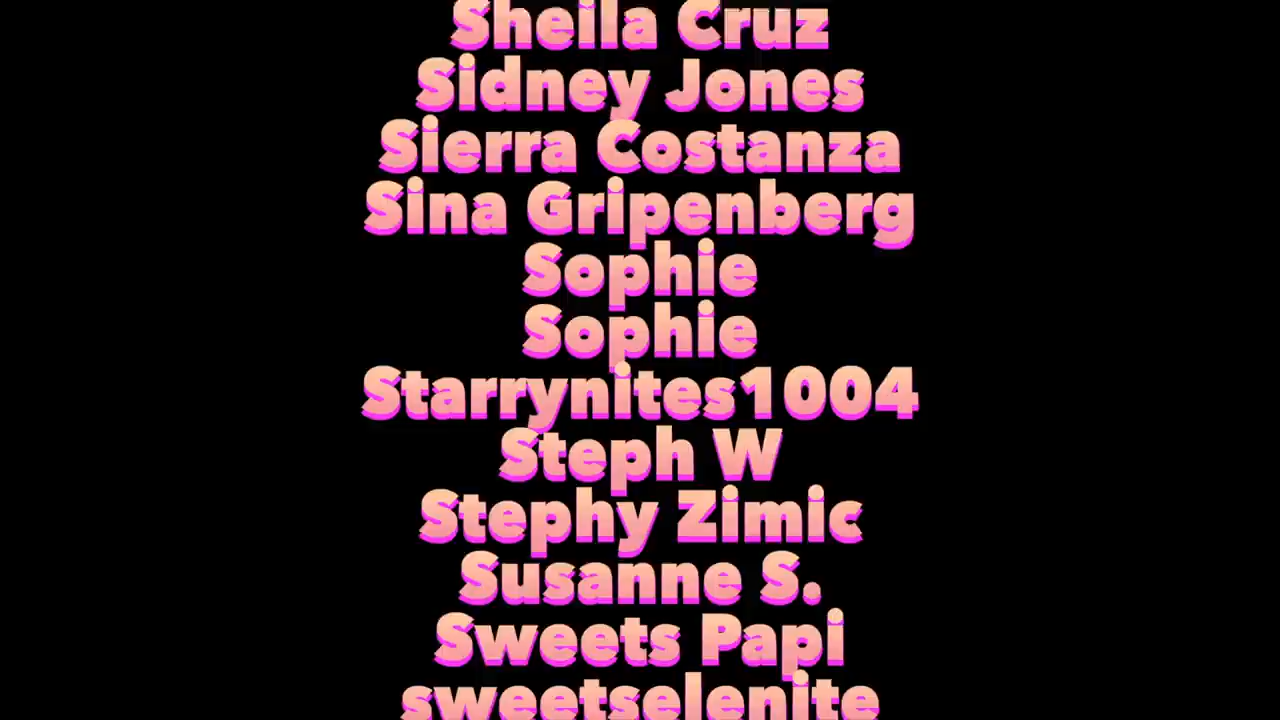 Sheila Cruz
Sidney Jones
Sierra Costanza
Sina Gripenberg
Sophie
Sophie
Starrynites1004
Steph W
Stephy Zimic
Susanne S.
Sweets Papi
sweetselenite